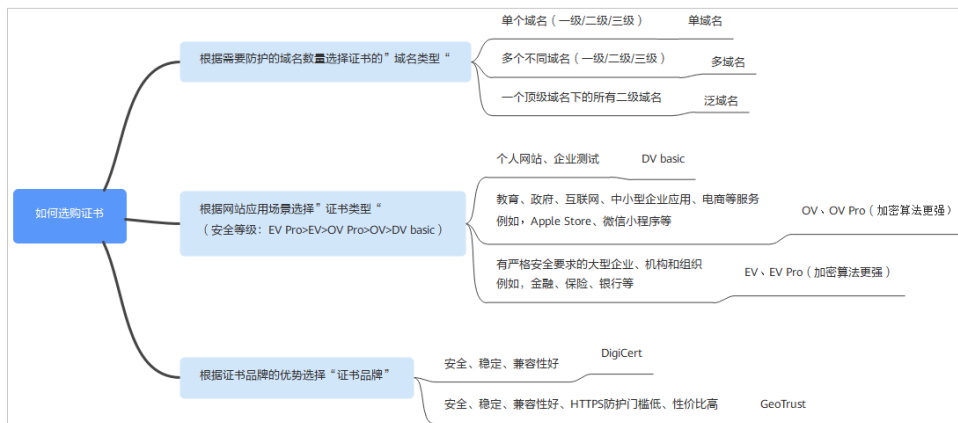 如何选购证书
根据需要防护的域名数量选择证书的”域名类型“
单个域名（一级/二级/三级）
单域名
多个不同域名（一级/二级/三级）
多域名
一个顶级域名下的所有二级域名
泛域名
根据网站应用场景选择”证书类型“
（安全等级：EV Pro>EV>OV Pro>OV>DV basic）
个人网站、企业测试
DV basic
教育、政府、互联网、中小型企业应用、电商等服务
例如，Apple Store、微信小程序等
OV、OV Pro（加密算法更强）
有严格安全要求的大型企业、机构和组织
例如，金融、保险、银行等
EV、EV Pro（加密算法更强）
根据证书品牌的优势选择“证书品牌”
安全、稳定、兼容性好
DigiCert
安全、稳定、兼容性好、HTTPS防护门槛低、性价比高
GeoTrust